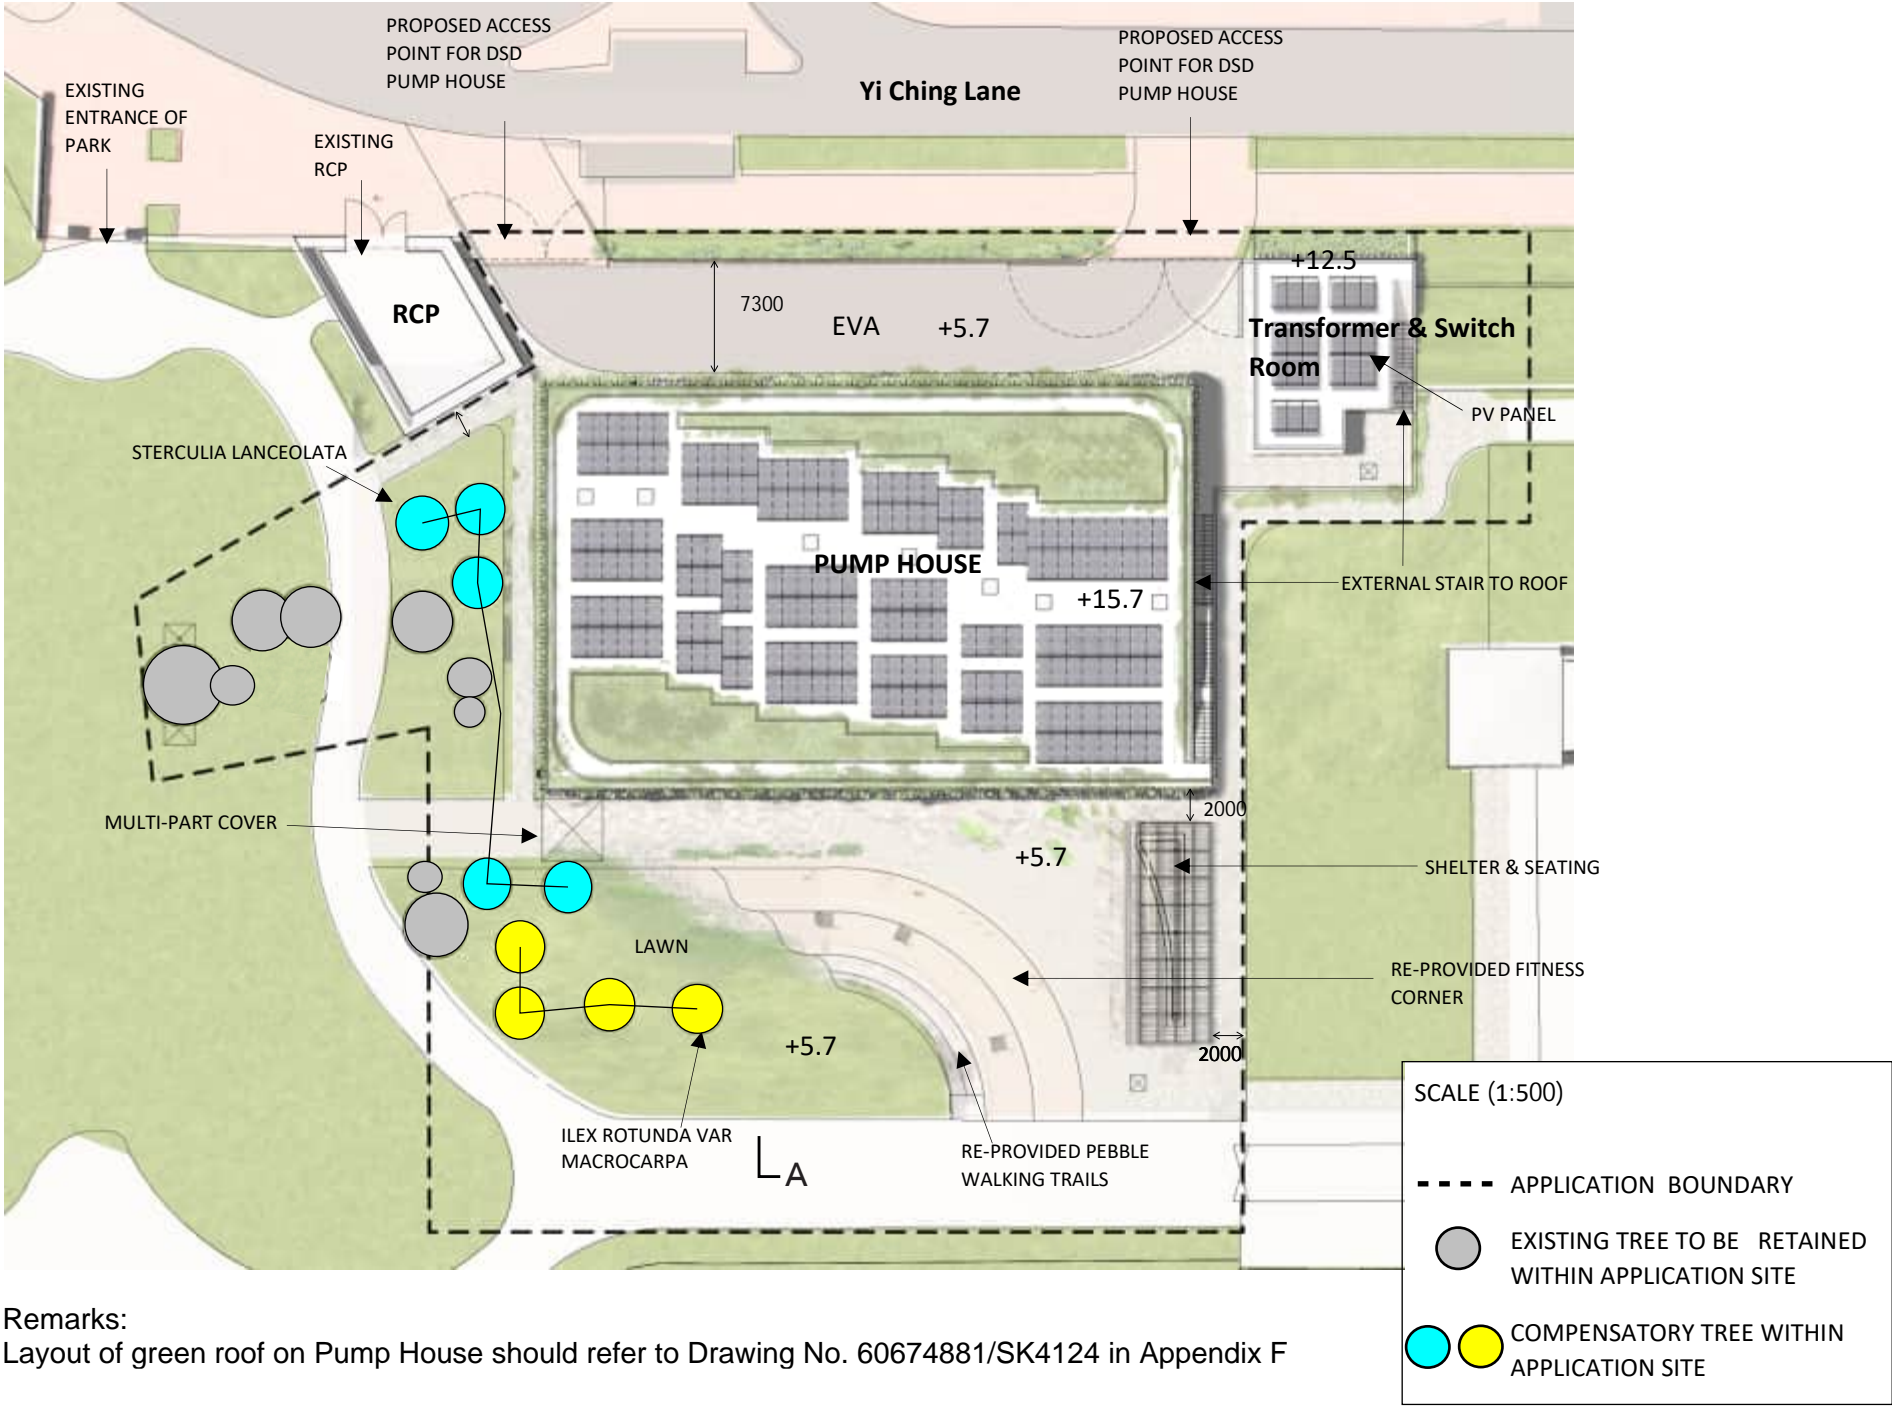 PROPOSED ACCESS
POINT FOR DSD
PUMP HOUSE
PROPOSED ACCESS
POINT FOR DSD
PUMP HOUSE
Yi Ching Lane
EXISTING
ENTRANCE OF
PARK
EXISTING
RCP
+12.5
7300
RCP
EVA
+5.7
Transformer & Switch
Room
PV PANEL
STERCULIA LANCEOLATA
PUMP HOUSE
+15.7
EXTERNAL STAIR TO ROOF
MULTI-PART COVER
2000
+5.7
SHELTER & SEATING
LAWN
RE-PROVIDED FITNESS
CORNER
+5.7
2000
ILEX ROTUNDA VAR
MACROCARPA
A
RE-PROVIDED PEBBLE
WALKING TRAILS
SCALE (1:500)
APPLICATION BOUNDARY
EXISTING TREE TO BE RETAINED
WITHIN APPLICATION SITE
COMPENSATORY TREE WITHIN
APPLICATION SITE
Remarks:
Layout of green roof on Pump House should refer to Drawing No. 60674881/SK4124 in Appendix F